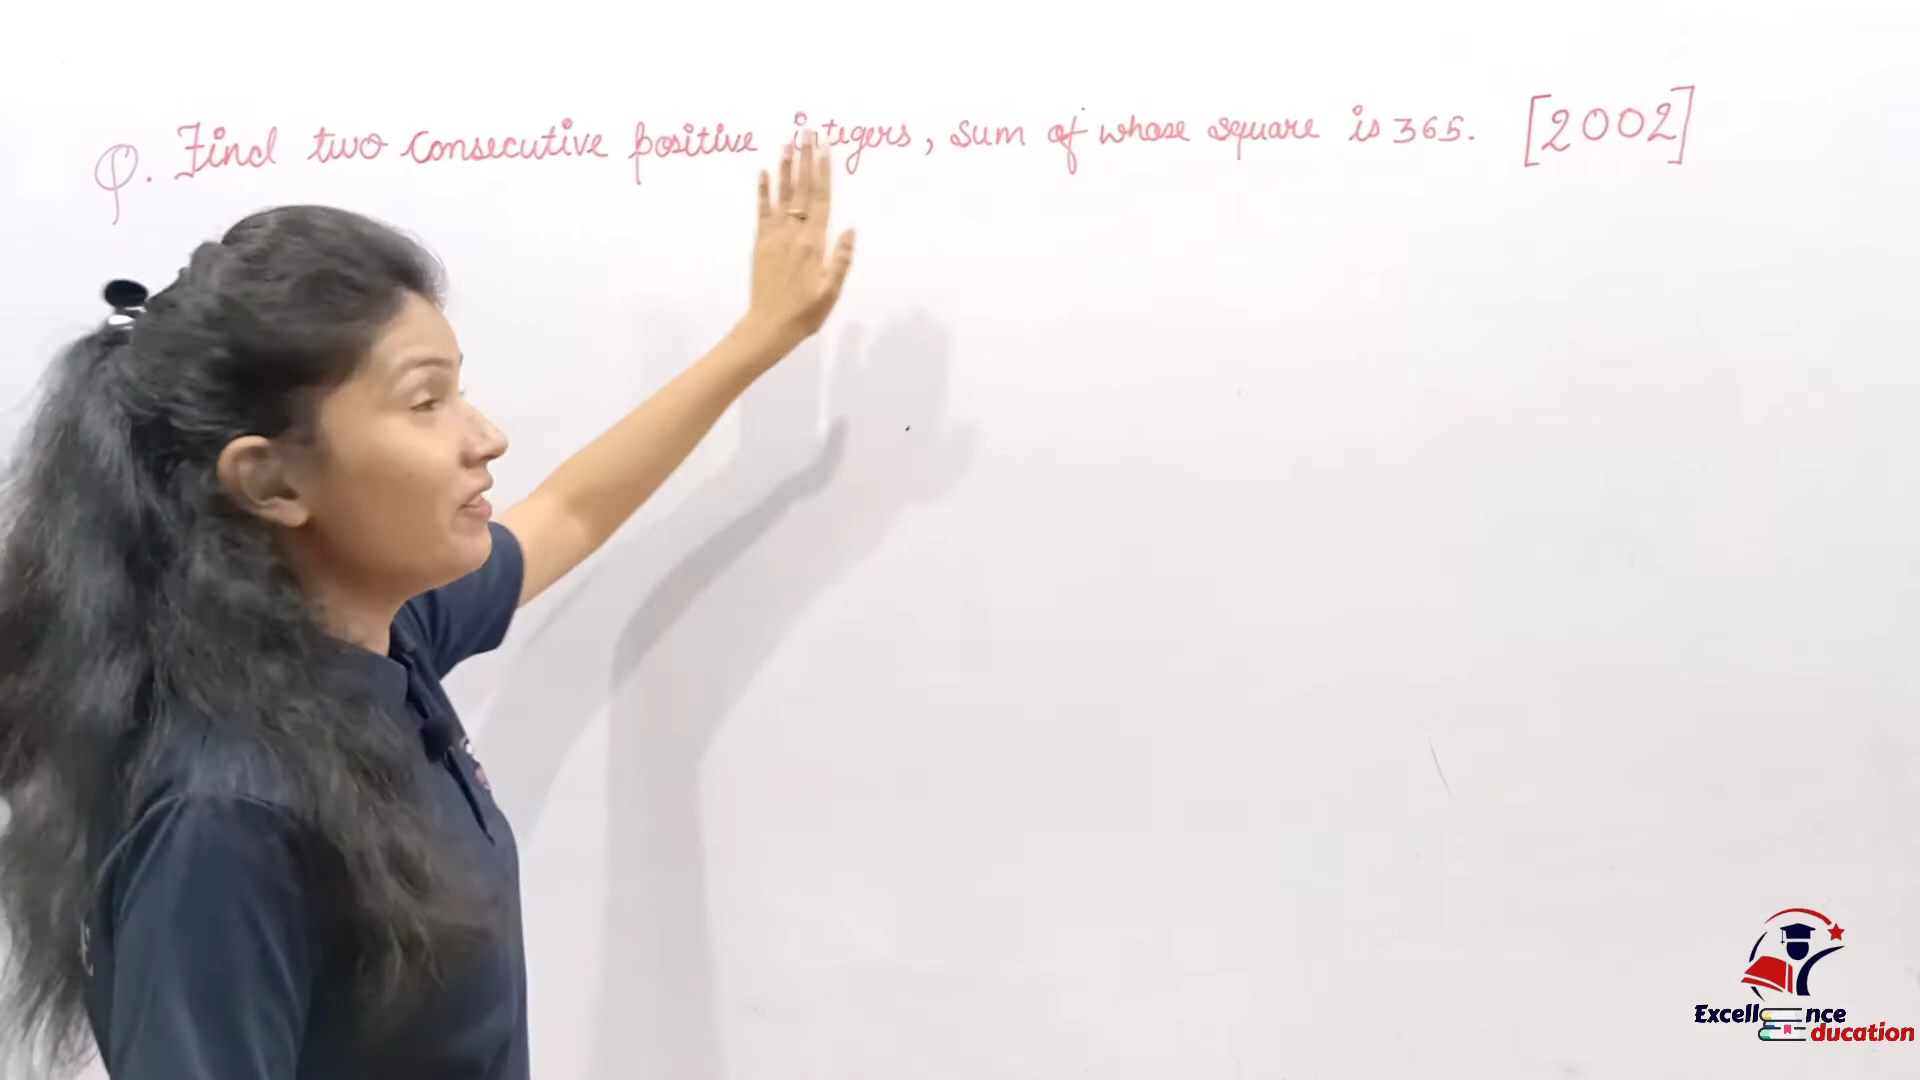 Q. Find two consecutive positive integers, sum of whose square is 365. [2002]
Excellence
Education